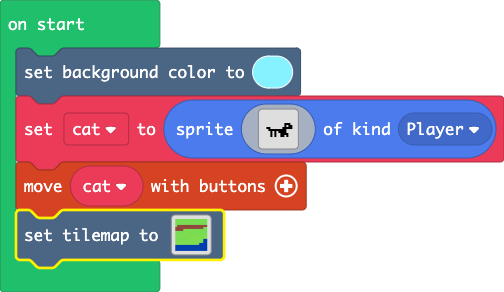 on start
set background color to
set cat to sprite of kind Player
move cat with buttons
set tilemap to